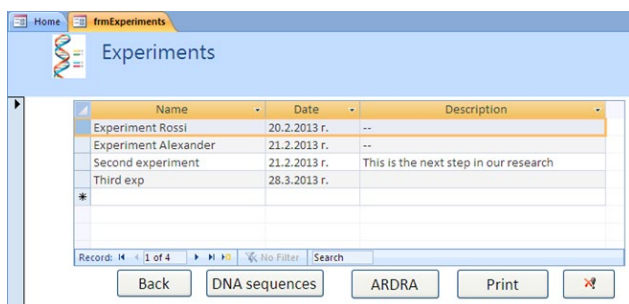 Home frmExperiments
Experiments
Name Date Description
Experiment Rossi 20.2.2013 г. --
Experiment Alexander 21.2.2013 г. --
Second experiment 21.2.2013 г. This is the next step in our research
Third exp 28.3.2013 г.
Record: 1 of 4 No Filter Search
Back DNA sequences ARDRA Print